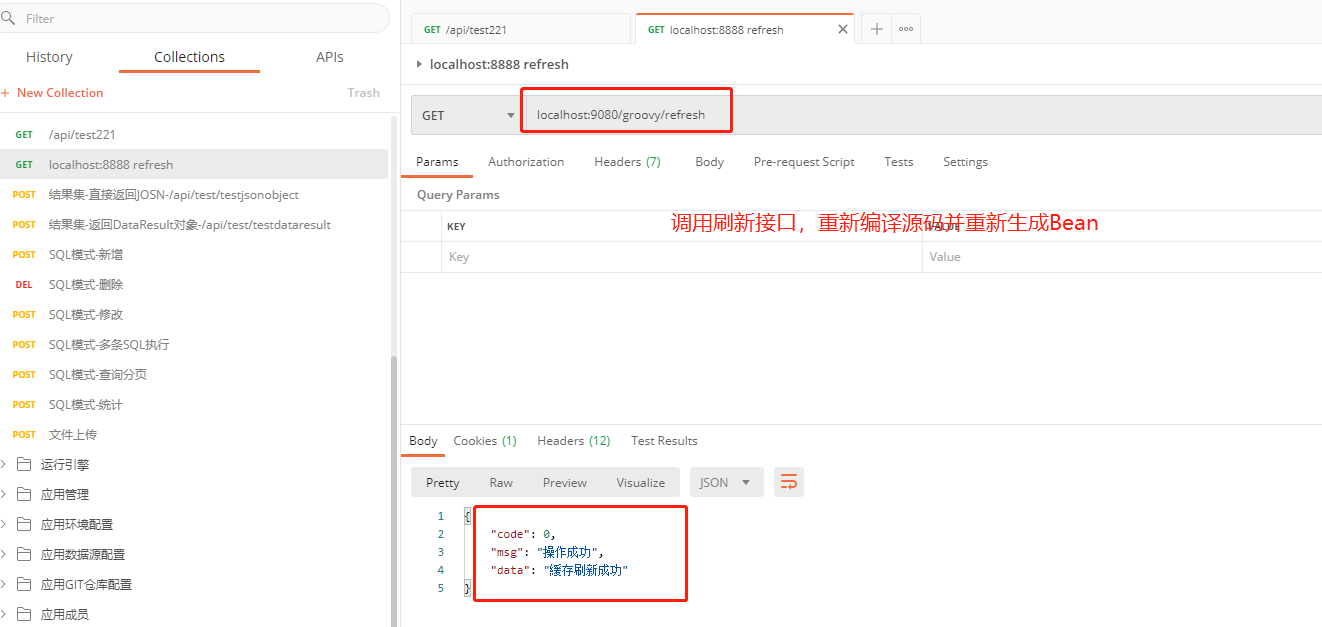 Filter
History Collections APIs
+ New Collection Trash
GET /api/test221
GET localhost:8888 refresh
POST 结果集-直接返回JOSN-/api/test/testjsonobject
POST 结果集-返回DataResult对象-/api/test/testdataresult
POST SQL模式-新增
DEL SQL模式-删除
POST SQL模式-修改
POST SQL模式-多条SQL执行
POST SQL模式-查询分页
POST SQL模式-统计
POST 文件上传
运行引擎
应用管理
应用环境配置
应用数据源配置
应用GIT仓库配置
应用成员
GET /api/test221 GET localhost:8888 refresh
localhost:8888 refresh
GET localhost:9080/groovy/refresh
Params Authorization Headers (7) Body Pre-request Script Tests Settings
Query Params
调用刷新接口，重新编译源码并重新生成Bean
KEY VALUE
Key Value
Body Cookies (1) Headers (12) Test Results
Pretty Raw Preview Visualize JSON
1 {
2 "code": 0,
3 "msg": "操作成功",
4 "data": "緩存刷新成功"
5 }